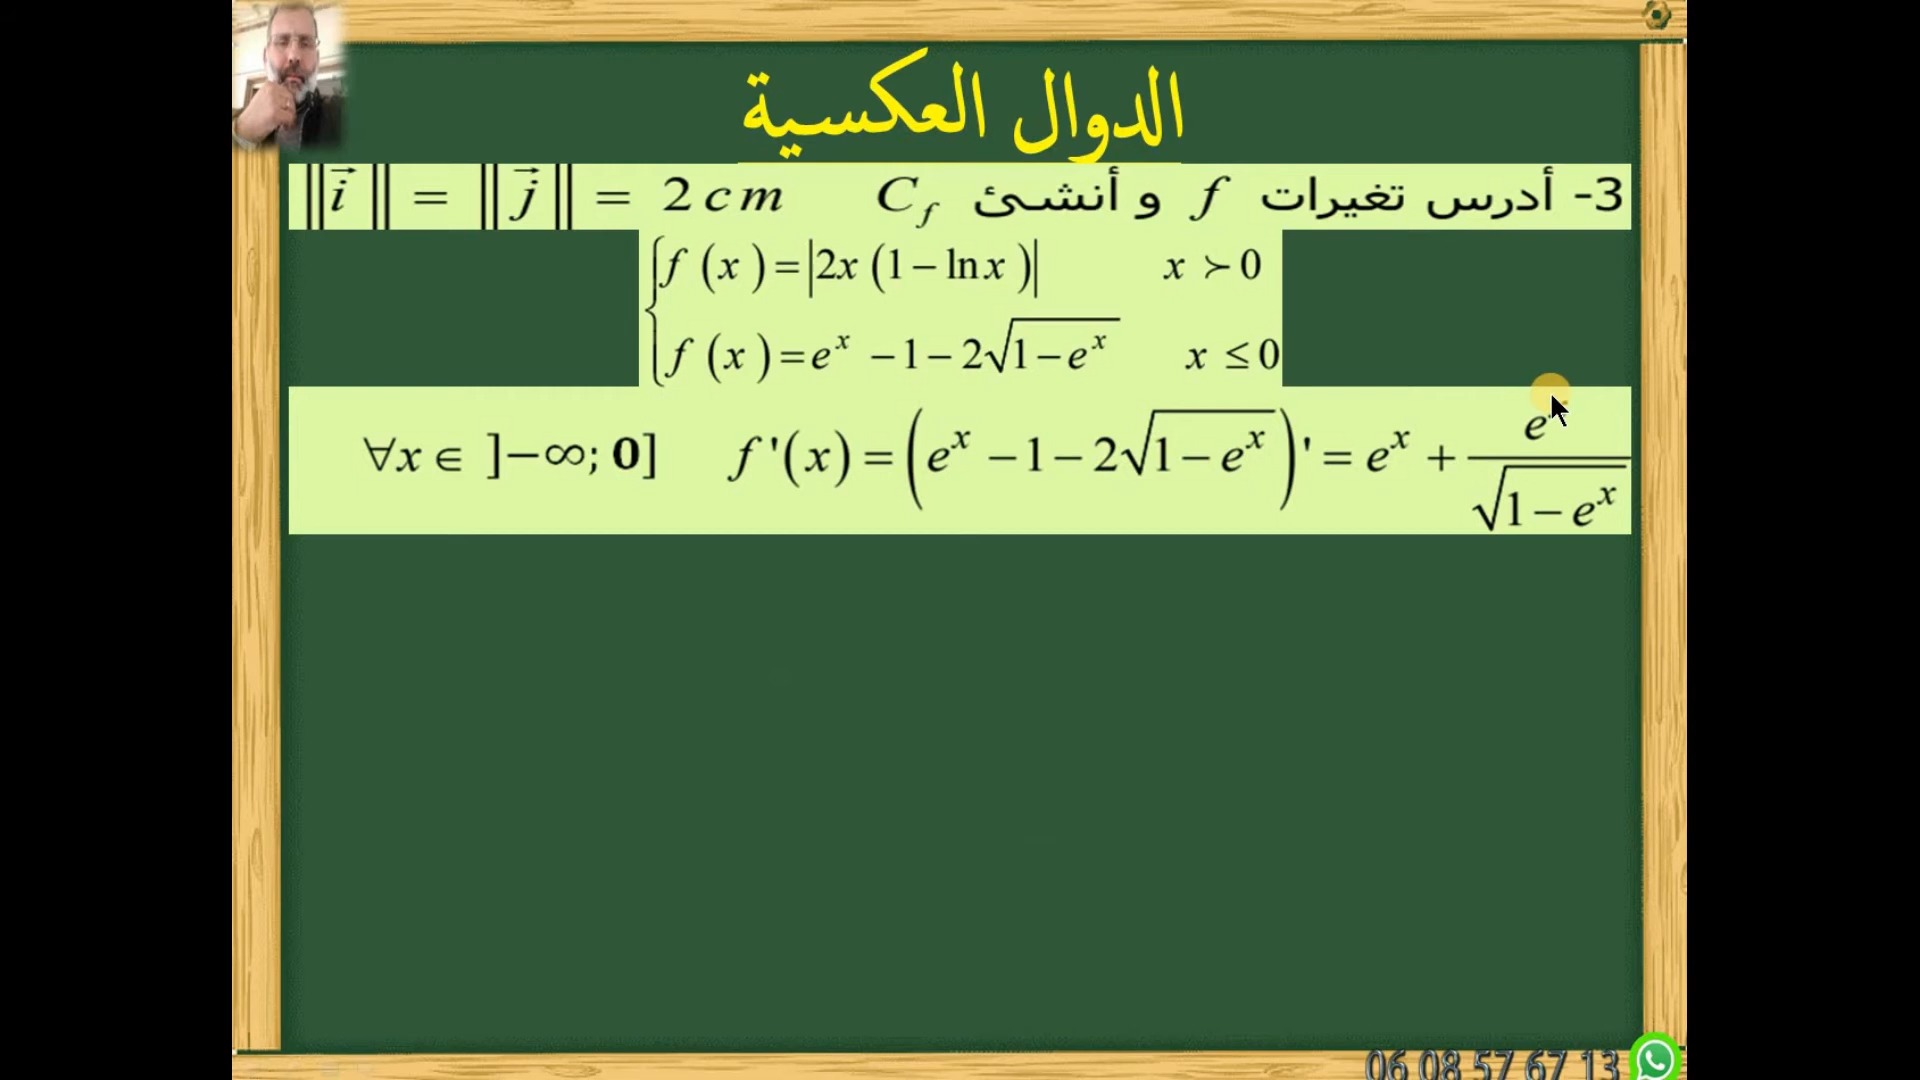 الدوال العكسية
3- أدرس تغيرات f و أنشئ C_f ‖i⃗‖ = ‖j⃗‖ = 2cm
f(x) = |2x(1 − ln x)| x ≻ 0
f(x) = e^x − 1 − 2√(1 − e^x) x ≤ 0
∀x ∈ ]−∞; 0] f'(x) = (e^x − 1 − 2√(1 − e^x))' = e^x + e^x/√(1 − e^x)
06 08 57 67 13